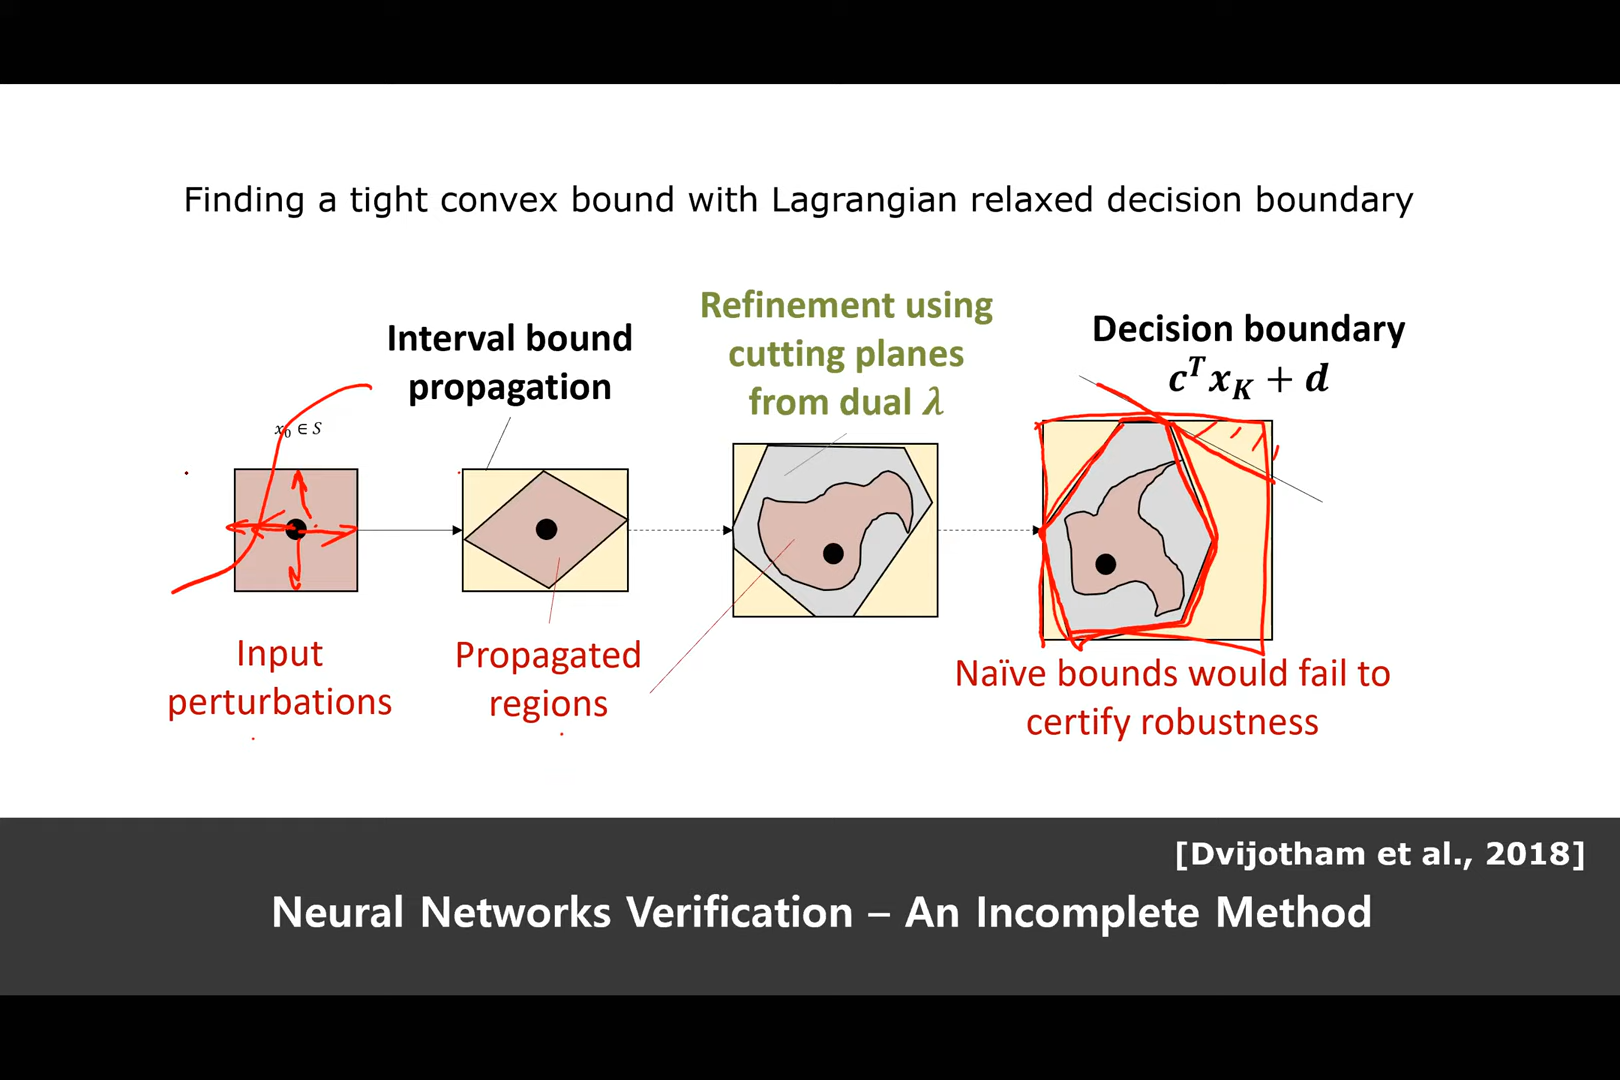 Finding a tight convex bound with Lagrangian relaxed decision boundary
Interval bound
propagation
Refinement using
cutting planes
from dual λ
Decision boundary
c^T x_K + d
x_0 ∈ S
Input
perturbations
Propagated
regions
Naïve bounds would fail to
certify robustness
[Dvijotham et al., 2018]
Neural Networks Verification – An Incomplete Method